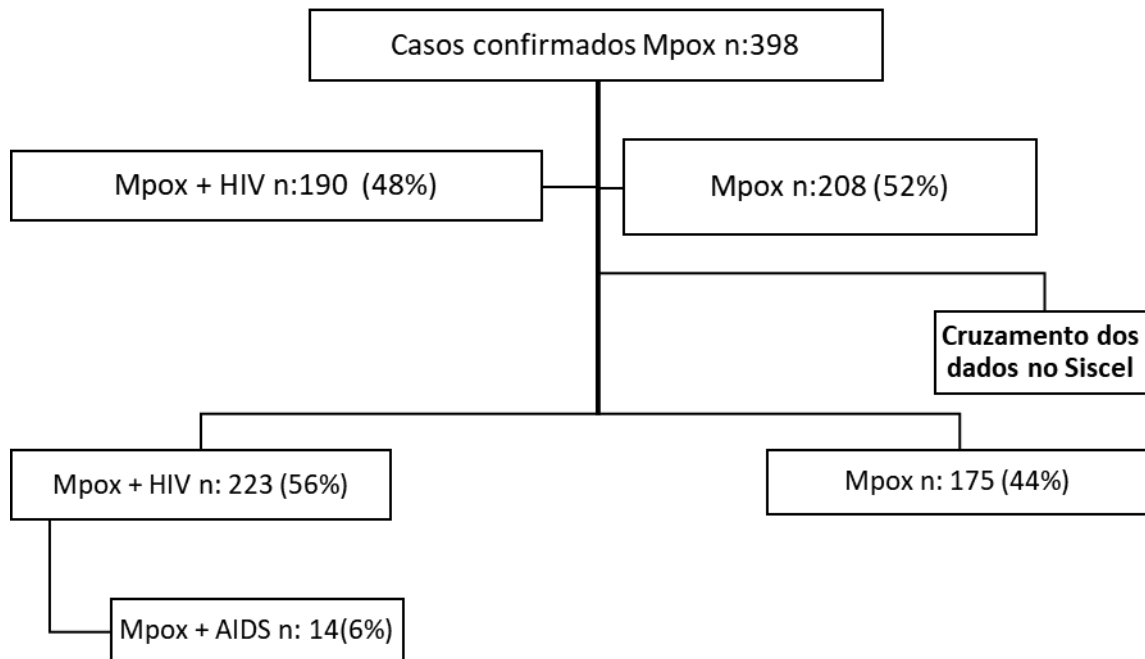 Casos confirmados Mpox n:398
Mpox + HIV n:190 (48%)
Mpox n:208 (52%)
Cruzamento dos
dados no Siscel
Mpox + HIV n: 223 (56%)
Mpox n: 175 (44%)
Mpox + AIDS n: 14(6%)